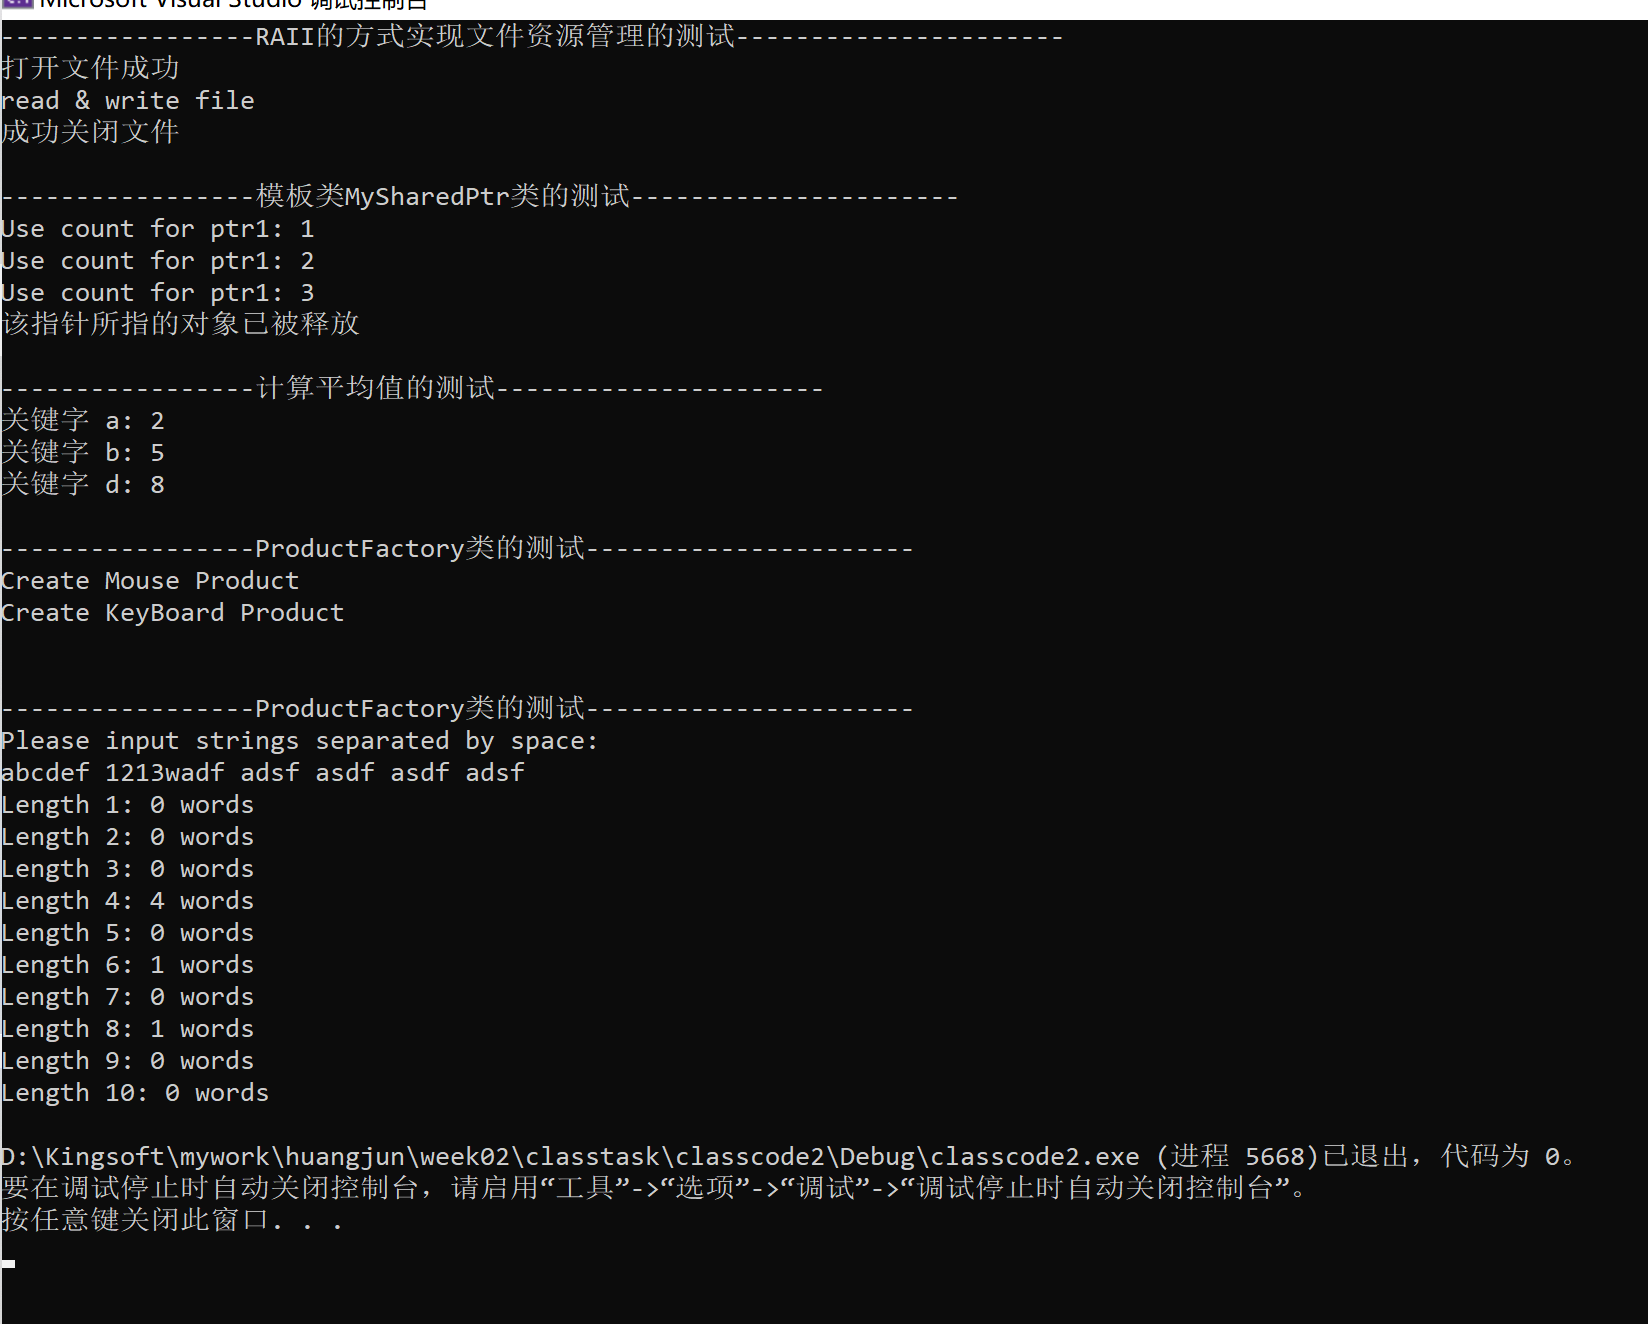 Microsoft Visual Studio 调试控制台
-----------------RAII的方式实现文件资源管理的测试----------------------
打开文件成功
read & write file
成功关闭文件
-----------------模板类MySharedPtr类的测试----------------------
Use count for ptr1: 1
Use count for ptr1: 2
Use count for ptr1: 3
该指针所指的对象已被释放
-----------------计算平均值的测试----------------------
关键字 a: 2
关键字 b: 5
关键字 d: 8
-----------------ProductFactory类的测试----------------------
Create Mouse Product
Create KeyBoard Product
-----------------ProductFactory类的测试----------------------
Please input strings separated by space:
abcdef 1213wadf adsf asdf asdf adsf
Length 1: 0 words
Length 2: 0 words
Length 3: 0 words
Length 4: 4 words
Length 5: 0 words
Length 6: 1 words
Length 7: 0 words
Length 8: 1 words
Length 9: 0 words
Length 10: 0 words
D:\Kingsoft\mywork\huangjun\week02\classtask\classcode2\Debug\classcode2.exe (进程 5668)已退出，代码为 0。
要在调试停止时自动关闭控制台，请启用“工具”->“选项”->“调试”->“调试停止时自动关闭控制台”。
按任意键关闭此窗口. . .